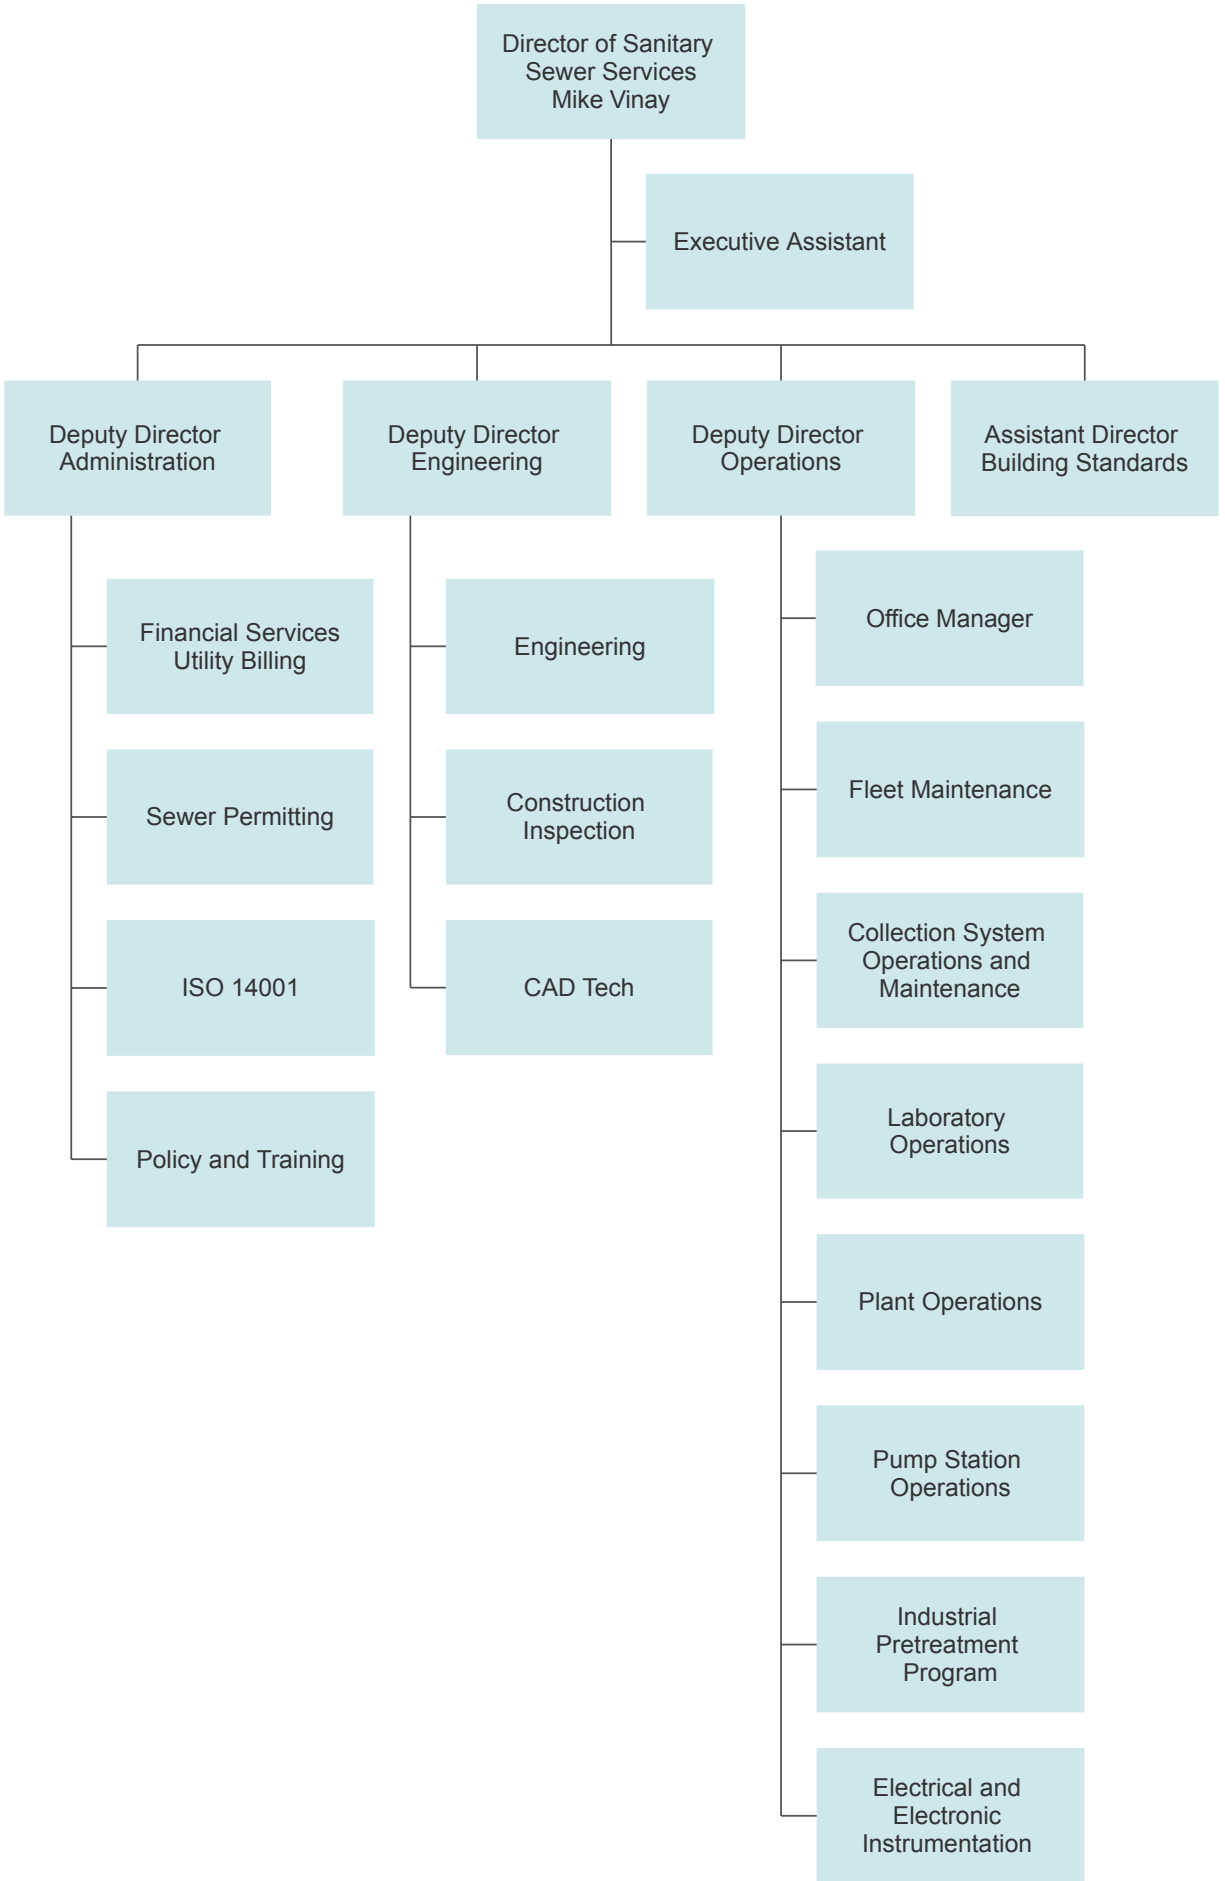 Director of Sanitary
Sewer Services
Mike Vinay
Executive Assistant
Deputy Director
Administration
Deputy Director
Engineering
Deputy Director
Operations
Assistant Director
Building Standards
Financial Services
Utility Billing
Sewer Permitting
ISO 14001
Policy and Training
Engineering
Construction
Inspection
CAD Tech
Office Manager
Fleet Maintenance
Collection System
Operations and
Maintenance
Laboratory
Operations
Plant Operations
Pump Station
Operations
Industrial
Pretreatment
Program
Electrical and
Electronic
Instrumentation